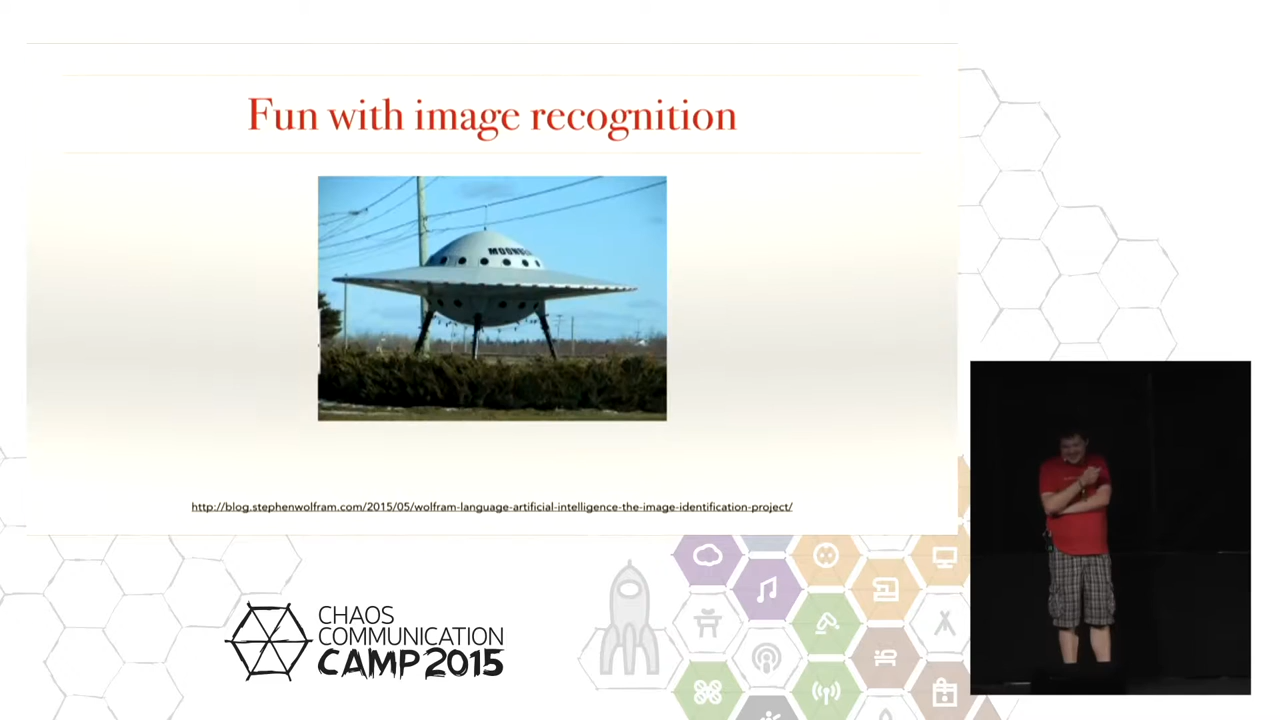 Fun with image recognition
http://blog.stephenwolfram.com/2015/05/wolfram-language-artificial-intelligence-the-image-identification-project/
CHAOS
COMMUNICATION
CAMP 2015